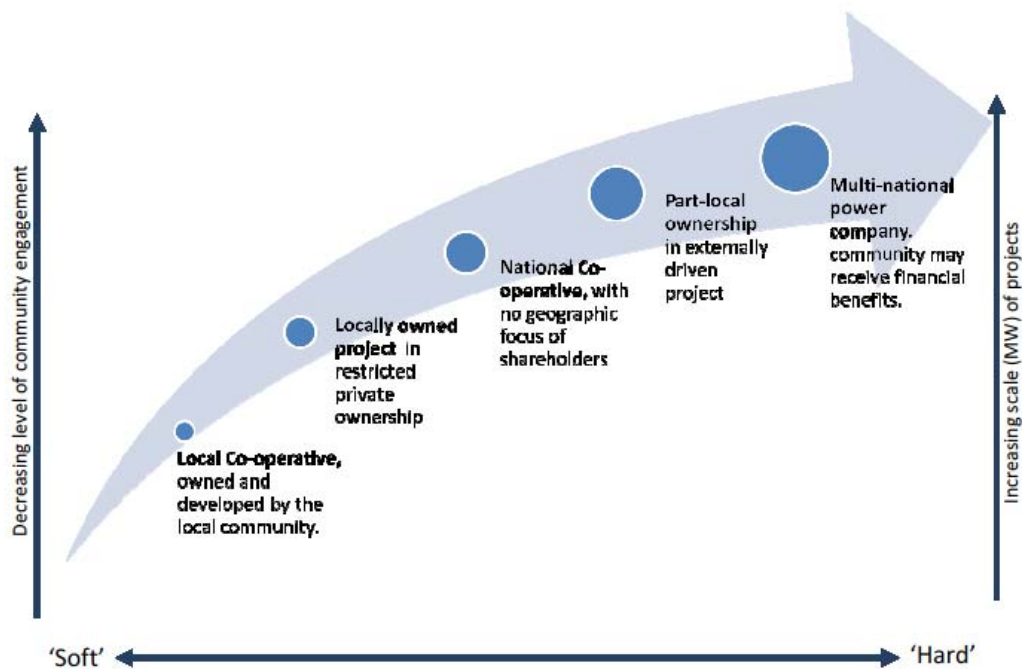 Decreasing level of community engagement
Local Co-operative,
owned and
developed by the
local community.
Locally owned
project in
restricted
private
ownership
National Co-
operative, with
no geographic
focus of
shareholders
Part-local
ownership
in externally
driven
project
Multi-national
power
company.
community may
receive financial
benefits.
Increasing scale (MW) of projects
'Soft'
'Hard'